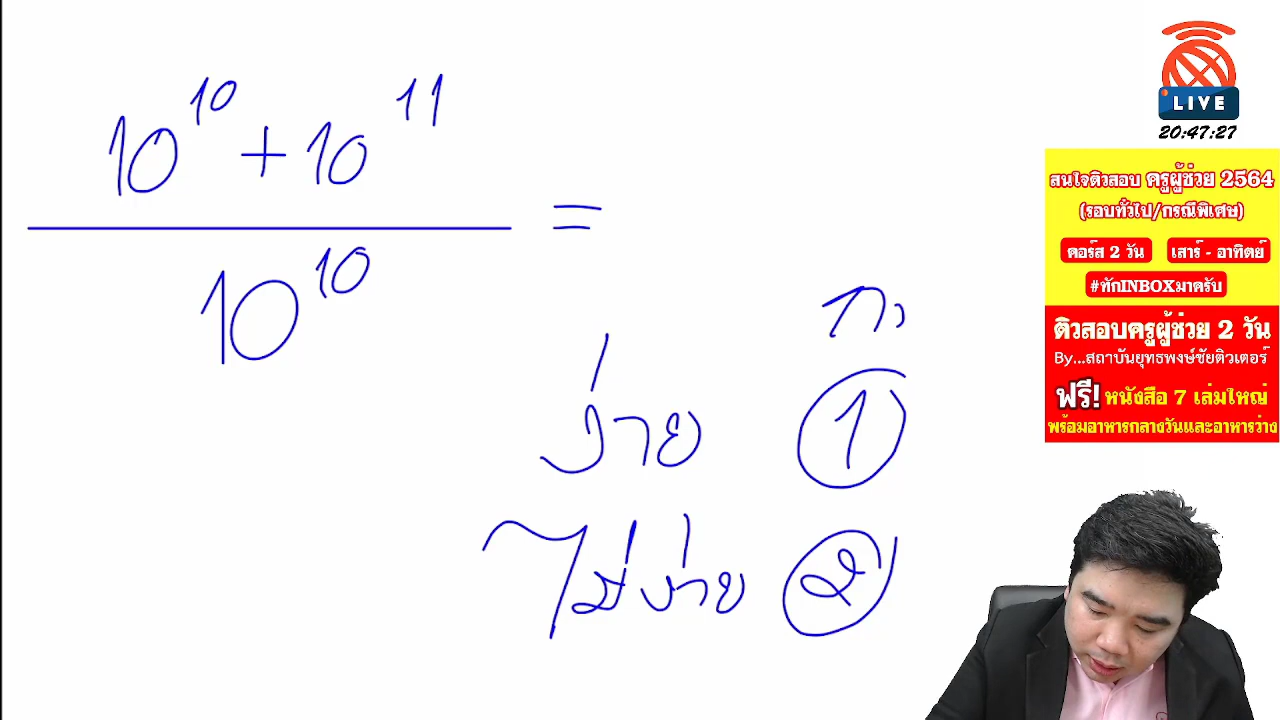 10^10 + 10^11
=
10^10
ง่าย 1
ไม่ง่าย 2
LIVE
20:47:27
สนใจติวสอบ ครูผู้ช่วย 2564
(รอบทั่วไป/กรณีพิเศษ)
คอร์ส 2 วัน เสาร์ - อาทิตย์
#ทักINBOXมาครับ
ติวสอบครูผู้ช่วย 2 วัน
By...สถาบันยุทธพงษ์ชัยติวเตอร์
ฟรี! หนังสือ 7 เล่มใหญ่
พร้อมอาหารกลางวันและอาหารว่าง